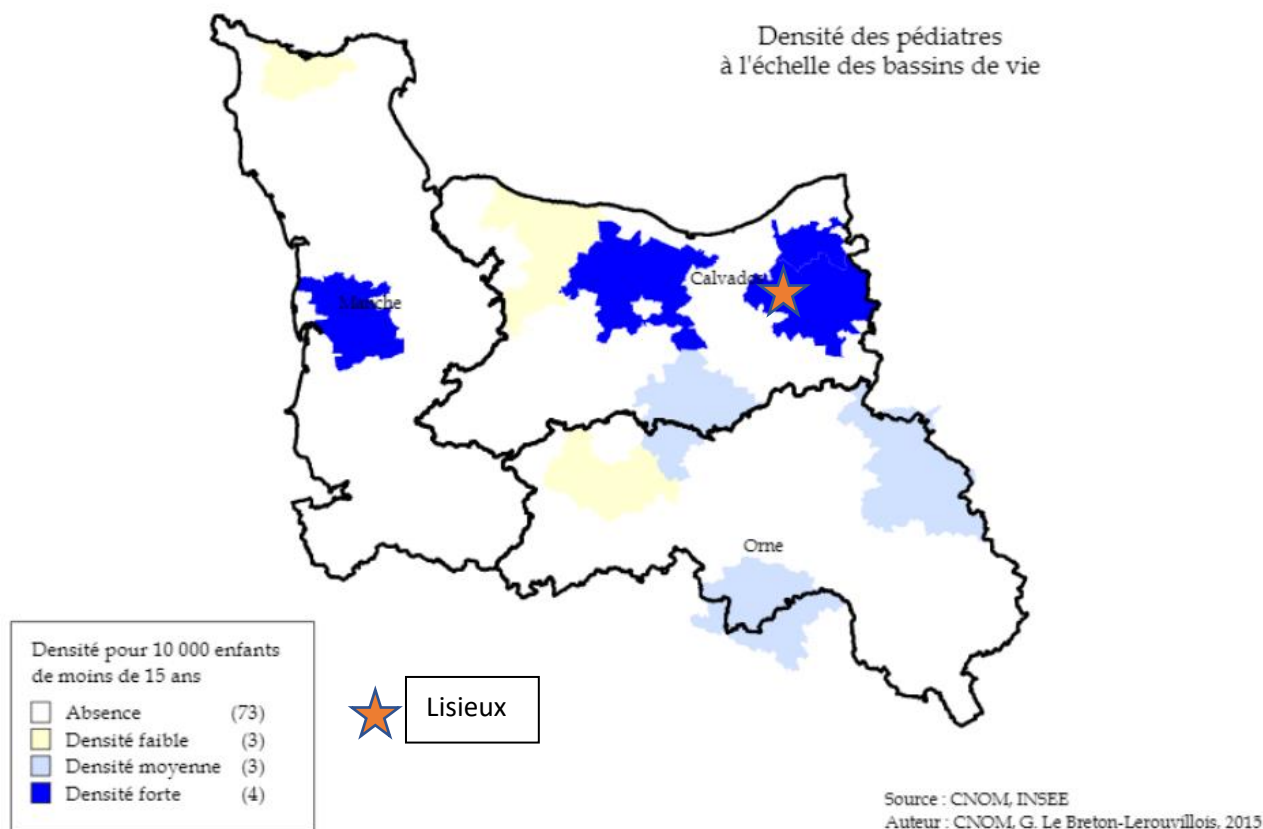 Densité des pédiatres
à l'échelle des bassins de vie
Calvados
Manche
Orne
Densité pour 10 000 enfants
de moins de 15 ans
Absence (73)
Densité faible (3)
Densité moyenne (3)
Densité forte (4)
Lisieux
Source : CNOM, INSEE
Auteur : CNOM, G. Le Breton-Lerouvillois, 2015